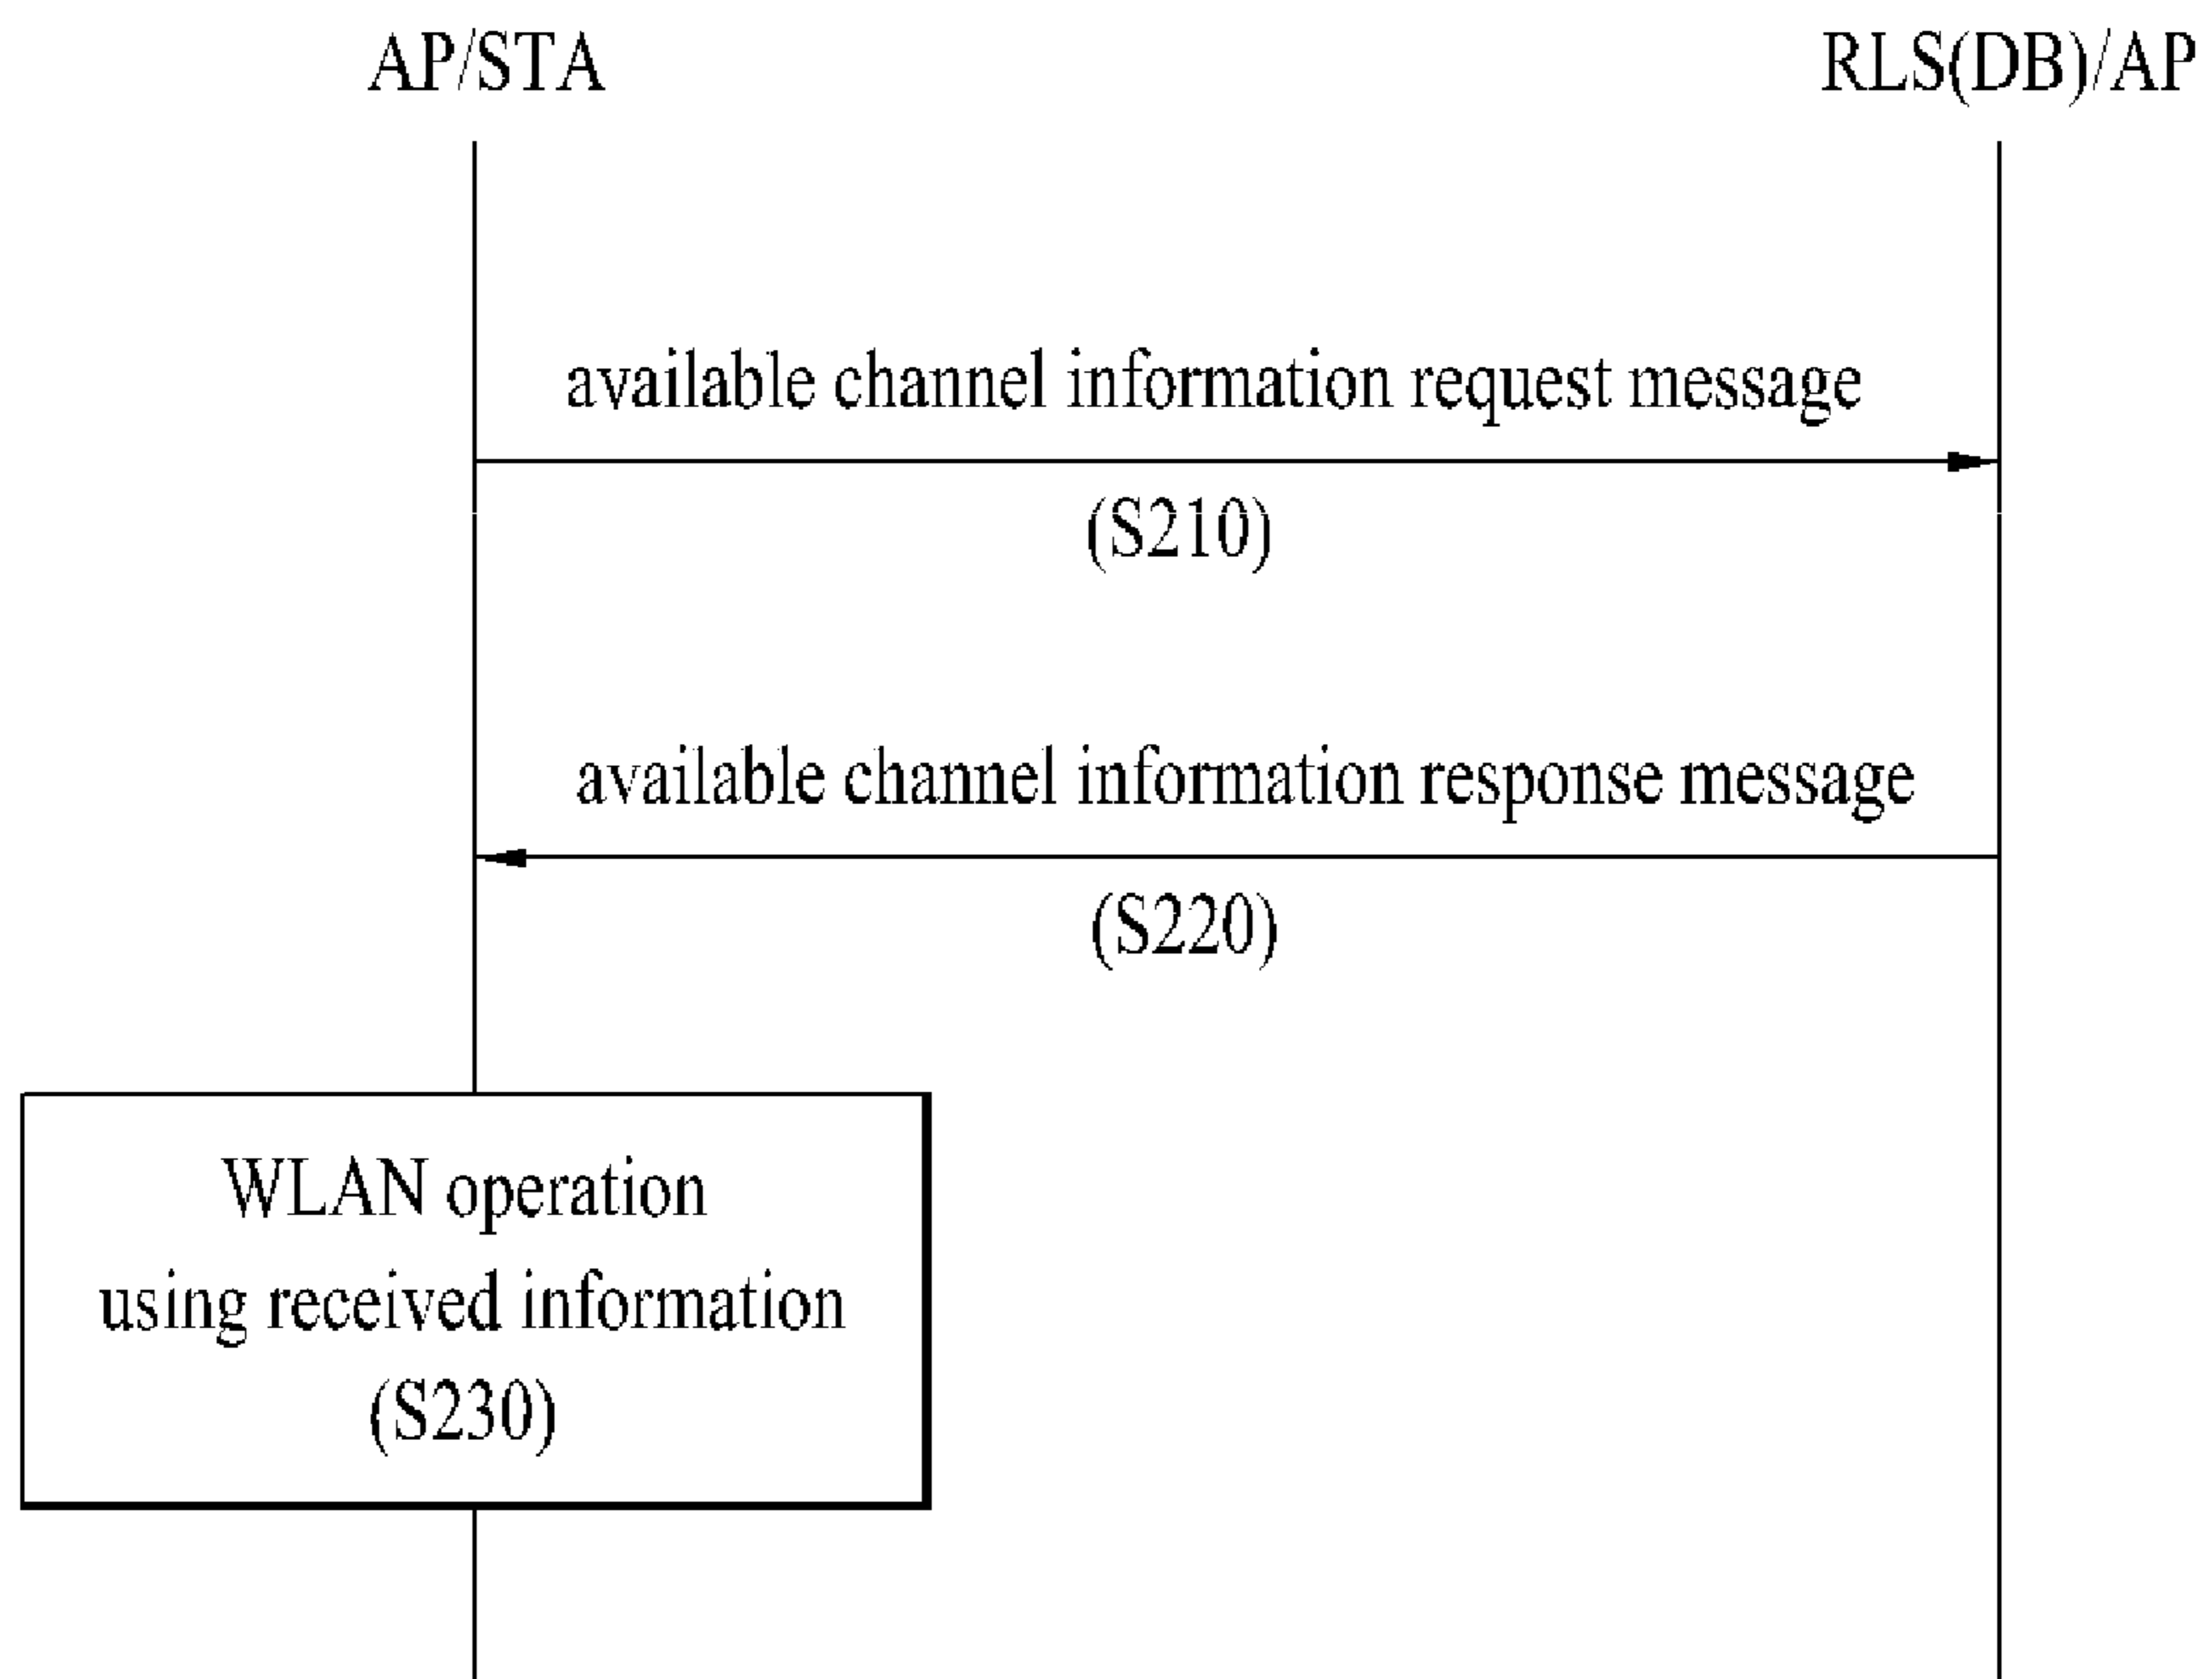 AP/STA
RLS(DB)/AP
available channel information request message
(S210)
available channel information response message
(S220)
WLAN operation
using received information
(S230)